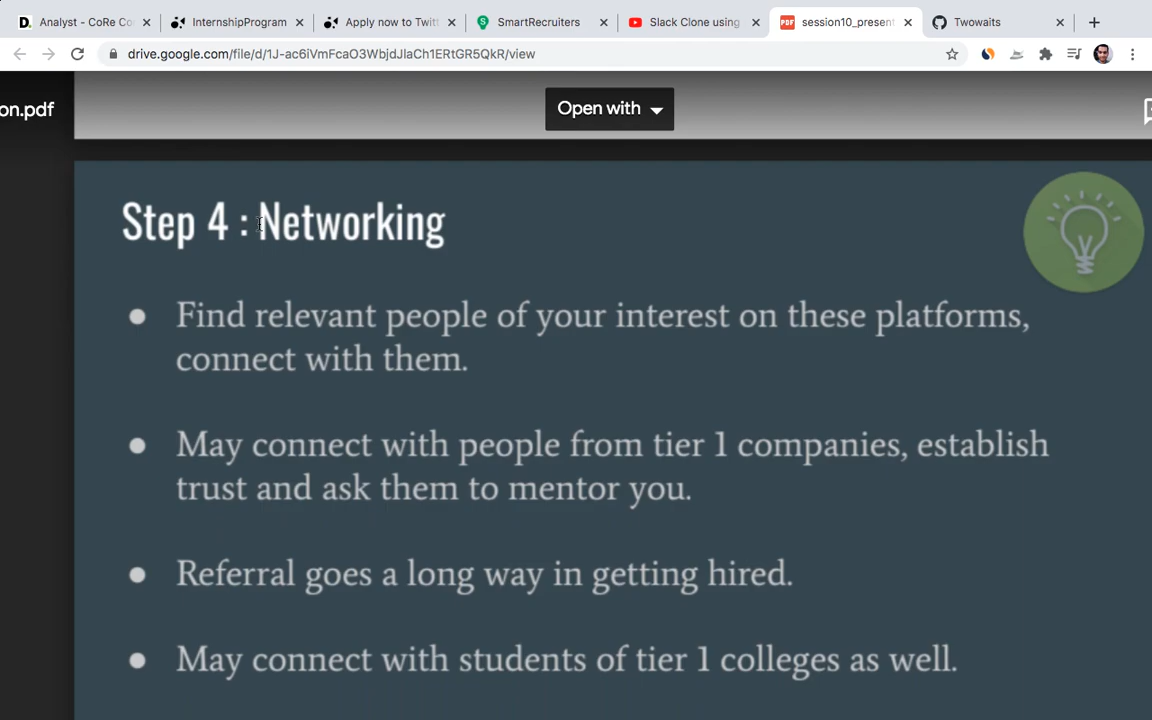 Analyst - CoRe Co
InternshipProgram
Apply now to Twitt
SmartRecruiters
Slack Clone using
PDF
session10_present
Twowaits
drive.google.com/file/d/1J-ac6iVmFcaO3WbjdJlaCh1ERtGR5QkR/view
on.pdf
Open with
Step 4 : Networking
Find relevant people of your interest on these platforms,
connect with them.
May connect with people from tier 1 companies, establish
trust and ask them to mentor you.
Referral goes a long way in getting hired.
May connect with students of tier 1 colleges as well.